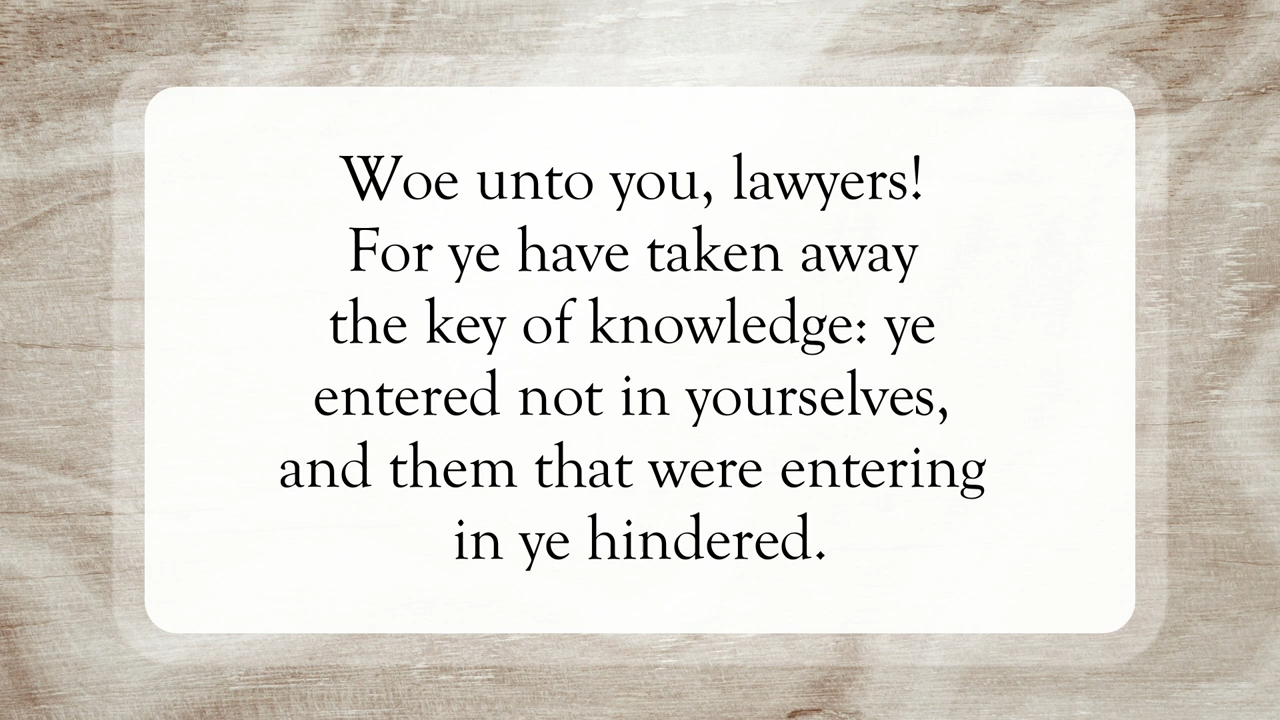 Woe unto you, lawyers!
For ye have taken away
the key of knowledge: ye
entered not in yourselves,
and them that were entering
in ye hindered.